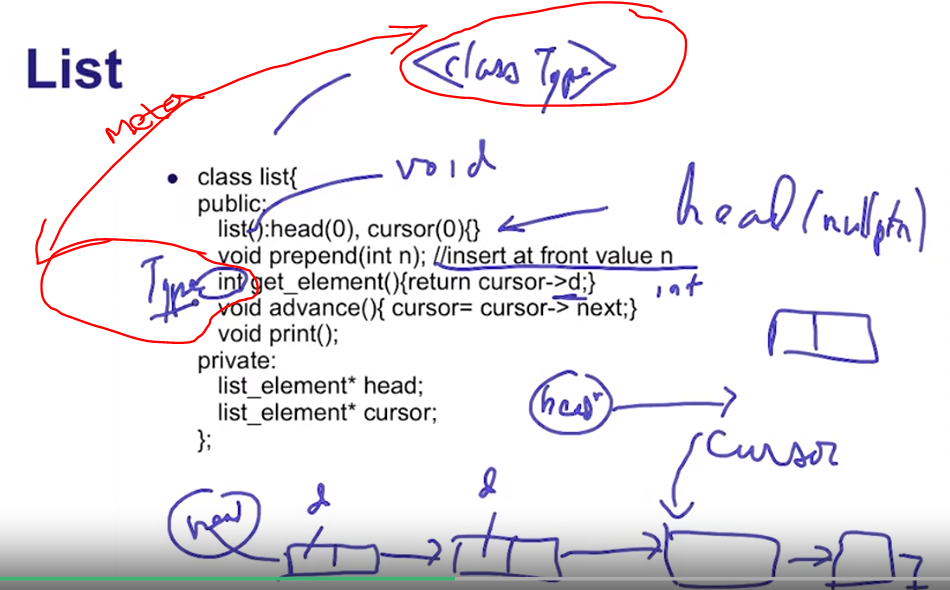 <class Type>
List
Meta
void
• class list{
public:
list():head(0), cursor(0){}
head(nullptr)
void prepend(int n); //insert at front value n
Type
int get_element(){return cursor->d;}
int
void advance(){ cursor= cursor-> next;}
void print();
private:
list_element* head;
list_element* cursor;
};
head
cursor
d
d
head